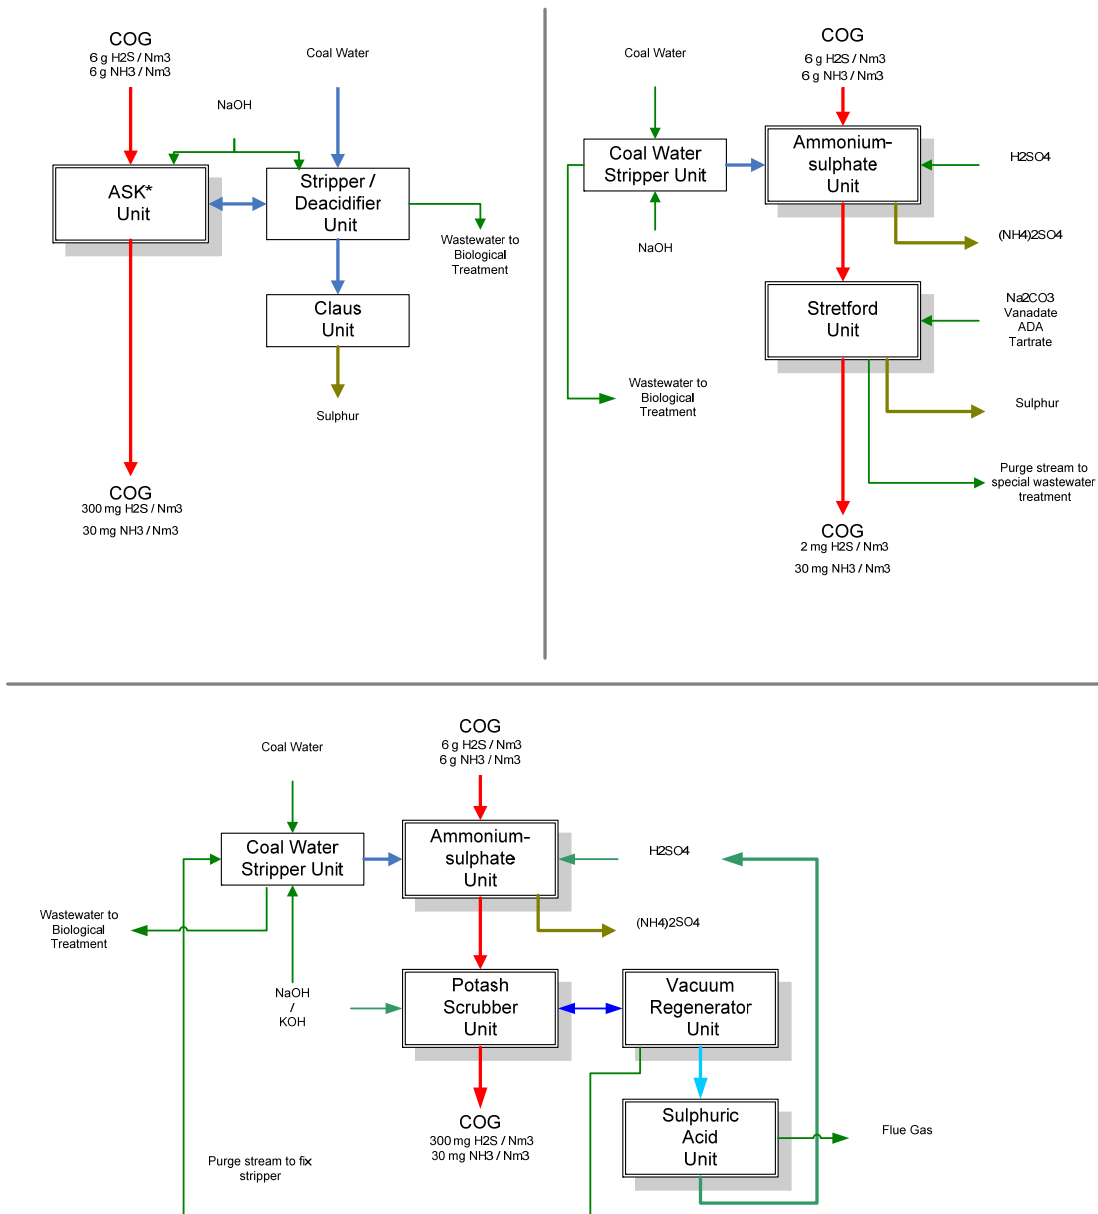 COG
6 g H2S / Nm3
6 g NH3 / Nm3
Coal Water
NaOH
ASK*
Unit
Stripper /
Deacidifier
Unit
Wastewater to
Biological
Treatment
Claus
Unit
Sulphur
COG
300 mg H2S / Nm3
30 mg NH3 / Nm3
COG
6 g H2S / Nm3
6 g NH3 / Nm3
Coal Water
Coal Water
Stripper Unit
Ammonium-
sulphate
Unit
H2SO4
NaOH
(NH4)2SO4
Stretford
Unit
Na2CO3
Vanadate
ADA
Tartrate
Wastewater to
Biological
Treatment
Sulphur
Purge stream to
special wastewater
treatment
COG
2 mg H2S / Nm3
30 mg NH3 / Nm3
COG
6 g H2S / Nm3
6 g NH3 / Nm3
Coal Water
Coal Water
Stripper Unit
Ammonium-
sulphate
Unit
H2SO4
Wastewater to
Biological
Treatment
(NH4)2SO4
NaOH
/
KOH
Potash
Scrubber
Unit
Vacuum
Regenerator
Unit
COG
300 mg H2S / Nm3
30 mg NH3 / Nm3
Sulphuric
Acid
Unit
Flue Gas
Purge stream to fix
stripper